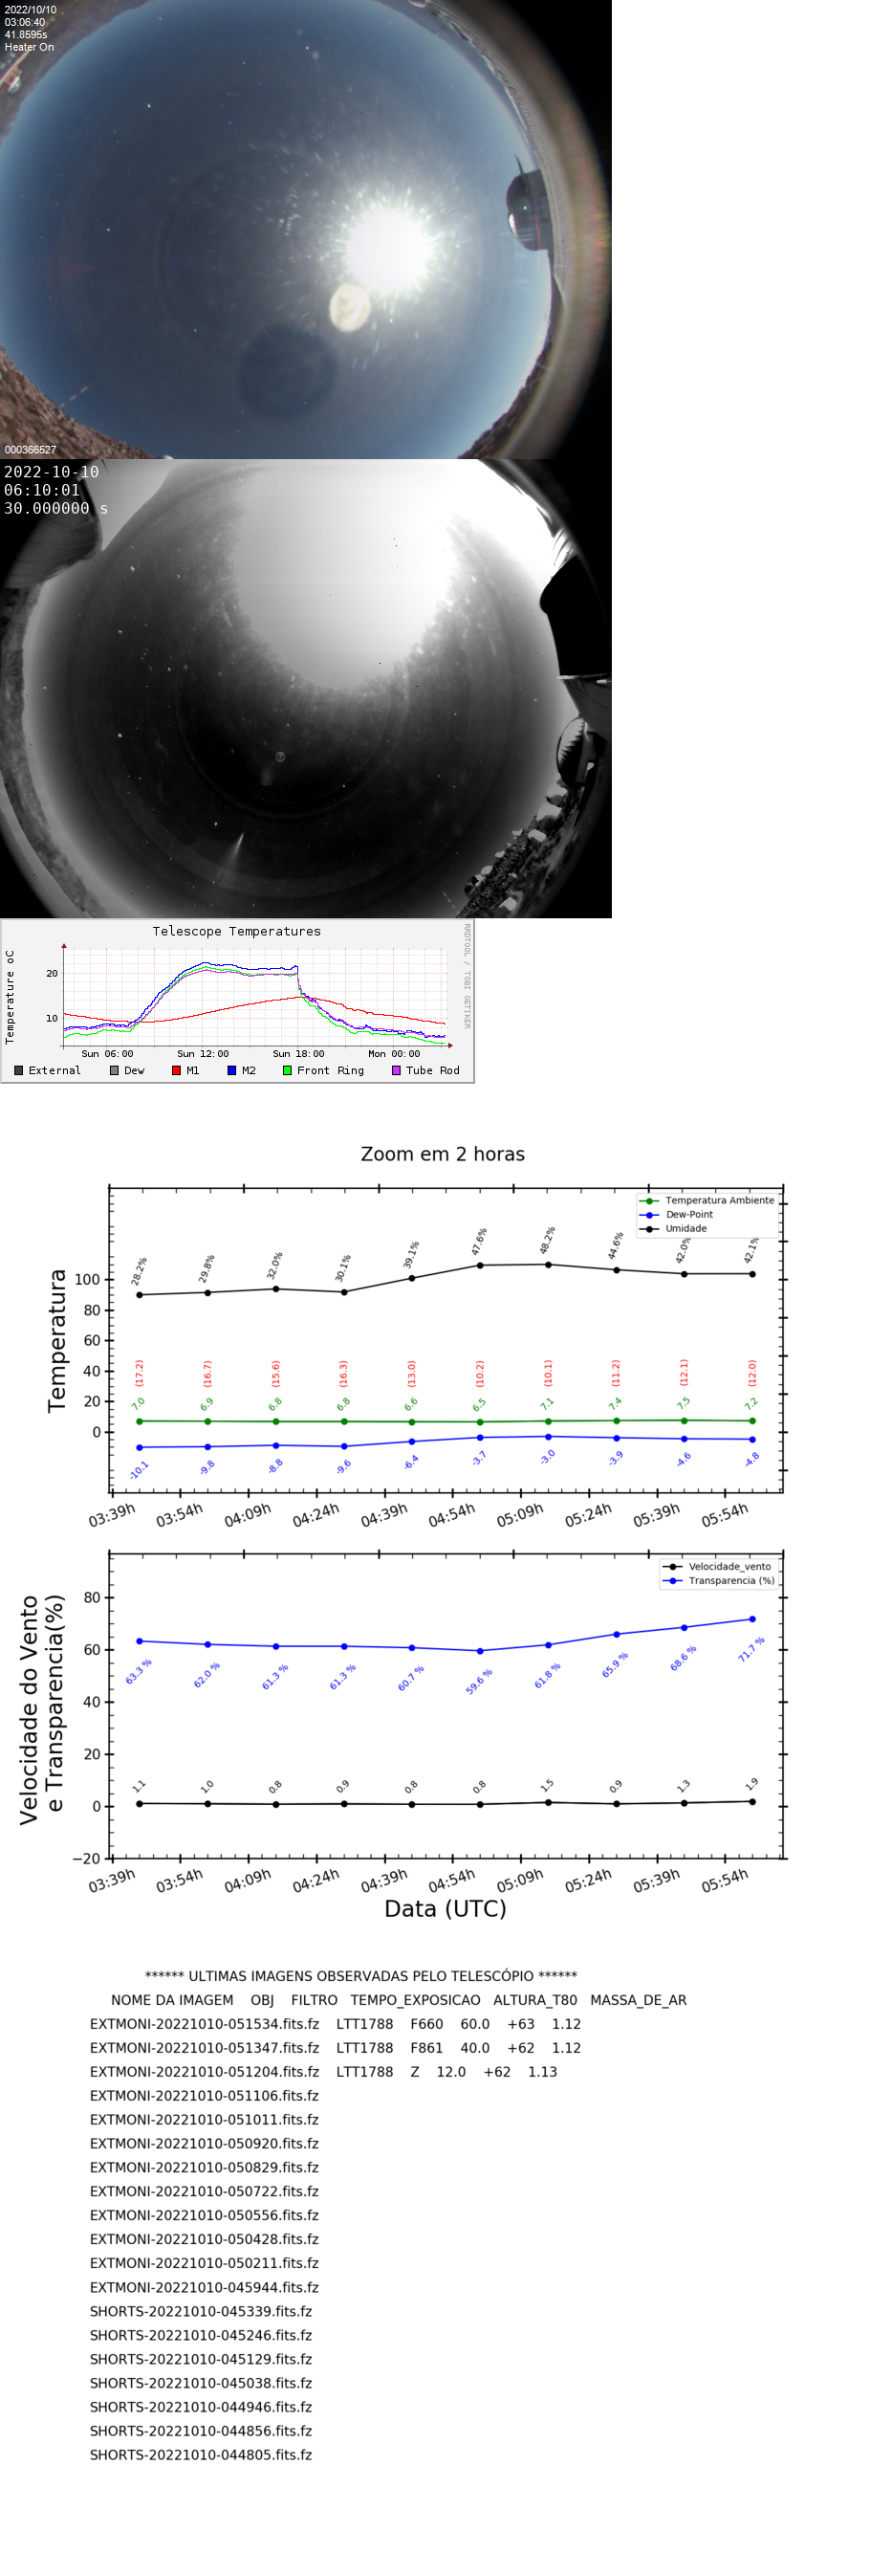 2022/10/10
03:06:40
41.8595s
Heater On
000366527
2022-10-10
06:10:01
30.000000 s
Telescope Temperatures
RRDTOOL / TOBI OETIKER
Temperature oC
20
10
Sun 06:00 Sun 12:00 Sun 18:00 Mon 00:00
External Dew M1 M2 Front Ring Tube Rod
Zoom em 2 horas
Temperatura Ambiente
Dew-Point
Umidade
Temperatura
100
80
60
40
20
0
28.2% 29.8% 32.0% 30.1% 39.1% 47.6% 48.2% 44.6% 42.0% 42.1%
(17.2) (16.7) (15.6) (16.3) (13.0) (10.2) (10.1) (11.2) (12.1) (12.0)
7.0 6.9 6.8 6.8 6.6 6.5 7.1 7.4 7.5 7.2
-10.1 -9.8 -8.8 -9.6 -6.4 -3.7 -3.0 -3.9 -4.6 -4.8
03:39h 03:54h 04:09h 04:24h 04:39h 04:54h 05:09h 05:24h 05:39h 05:54h
Velocidade_vento
Transparencia (%)
Velocidade do Vento
e Transparencia(%)
80
60
40
20
0
−20
63.3 % 62.0 % 61.3 % 61.3 % 60.7 % 59.6 % 61.8 % 65.9 % 68.6 % 71.7 %
1.1 1.0 0.8 0.9 0.8 0.8 1.5 0.9 1.3 1.9
03:39h 03:54h 04:09h 04:24h 04:39h 04:54h 05:09h 05:24h 05:39h 05:54h
Data (UTC)
****** ULTIMAS IMAGENS OBSERVADAS PELO TELESCÓPIO ******
NOME DA IMAGEM OBJ FILTRO TEMPO_EXPOSICAO ALTURA_T80 MASSA_DE_AR
EXTMONI-20221010-051534.fits.fz LTT1788 F660 60.0 +63 1.12
EXTMONI-20221010-051347.fits.fz LTT1788 F861 40.0 +62 1.12
EXTMONI-20221010-051204.fits.fz LTT1788 Z 12.0 +62 1.13
EXTMONI-20221010-051106.fits.fz
EXTMONI-20221010-051011.fits.fz
EXTMONI-20221010-050920.fits.fz
EXTMONI-20221010-050829.fits.fz
EXTMONI-20221010-050722.fits.fz
EXTMONI-20221010-050556.fits.fz
EXTMONI-20221010-050428.fits.fz
EXTMONI-20221010-050211.fits.fz
EXTMONI-20221010-045944.fits.fz
SHORTS-20221010-045339.fits.fz
SHORTS-20221010-045246.fits.fz
SHORTS-20221010-045129.fits.fz
SHORTS-20221010-045038.fits.fz
SHORTS-20221010-044946.fits.fz
SHORTS-20221010-044856.fits.fz
SHORTS-20221010-044805.fits.fz